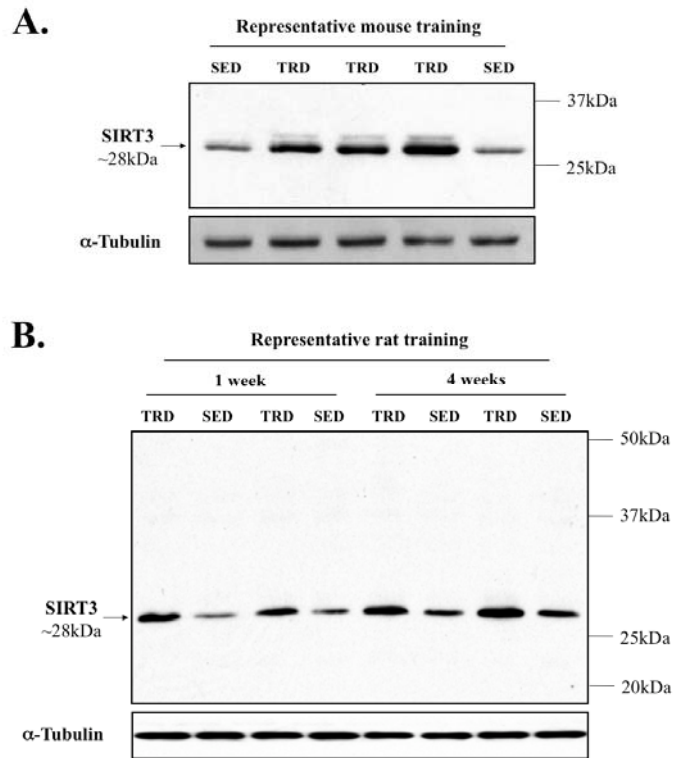 A.
Representative mouse training
SED TRD TRD TRD SED
37kDa
SIRT3
~28kDa
25kDa
α-Tubulin
B.
Representative rat training
1 week 4 weeks
TRD SED TRD SED TRD SED TRD SED
50kDa
37kDa
SIRT3
~28kDa
25kDa
20kDa
α-Tubulin